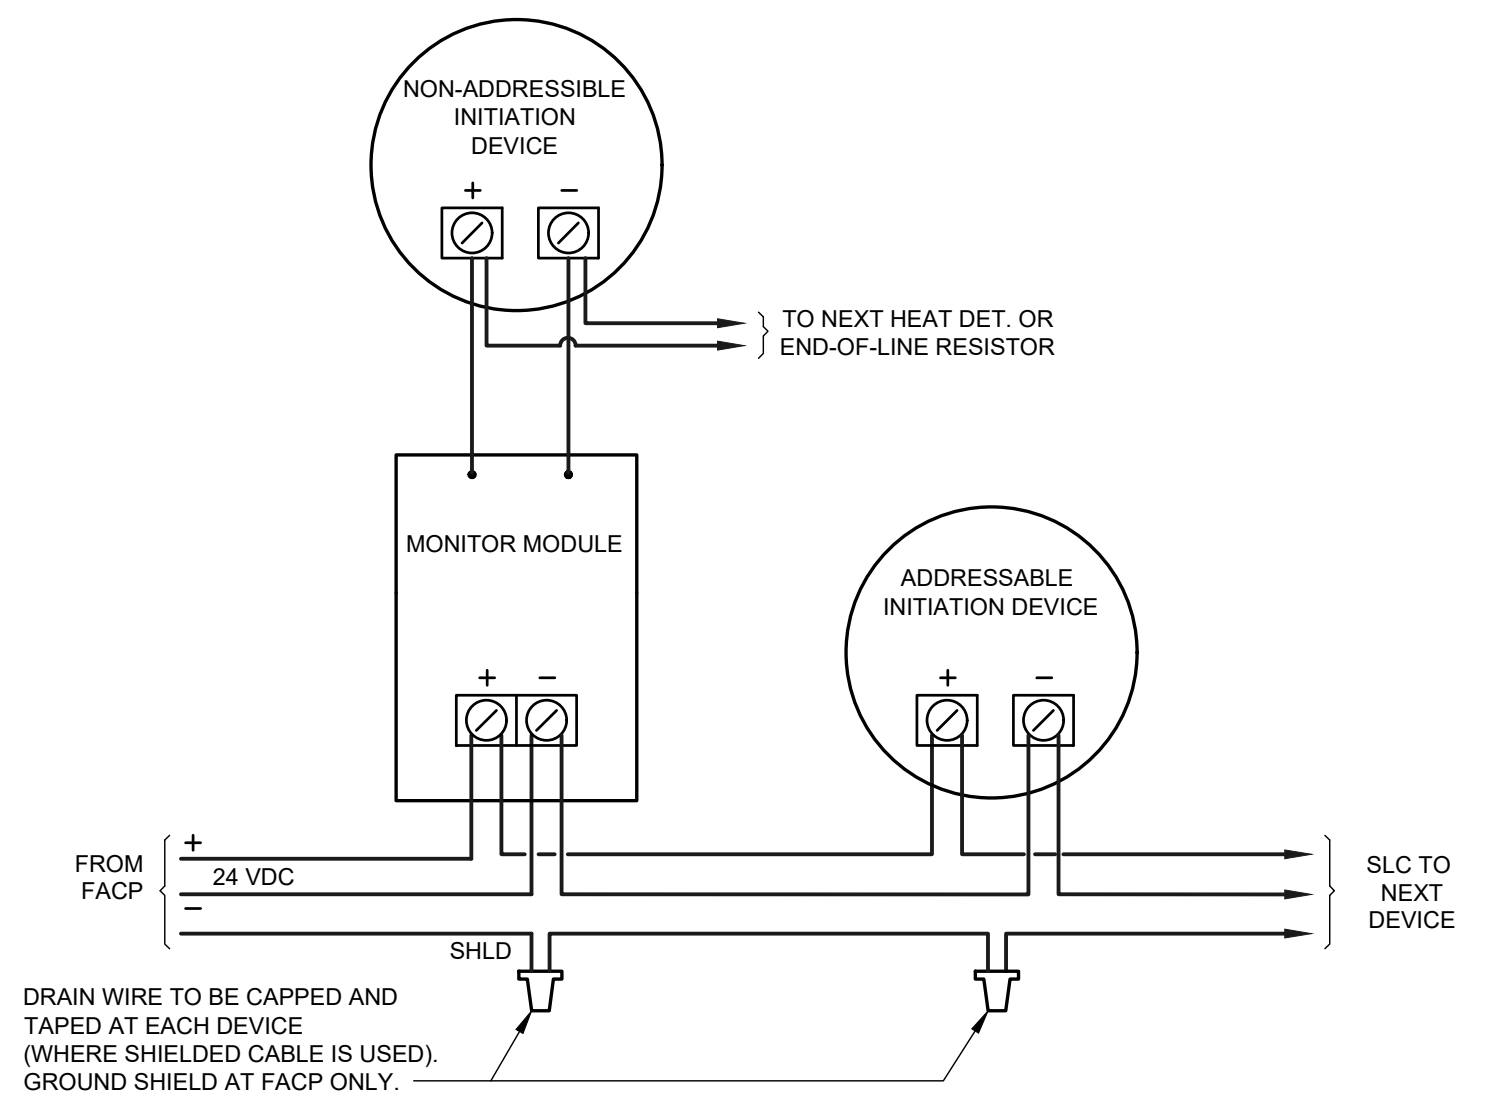 NON-ADDRESSIBLE
INITIATION
DEVICE
+ −
TO NEXT HEAT DET. OR
END-OF-LINE RESISTOR
MONITOR MODULE
+ −
ADDRESSABLE
INITIATION DEVICE
+ −
FROM
FACP
+
24 VDC
−
SHLD
SLC TO
NEXT
DEVICE
DRAIN WIRE TO BE CAPPED AND
TAPED AT EACH DEVICE
(WHERE SHIELDED CABLE IS USED).
GROUND SHIELD AT FACP ONLY.